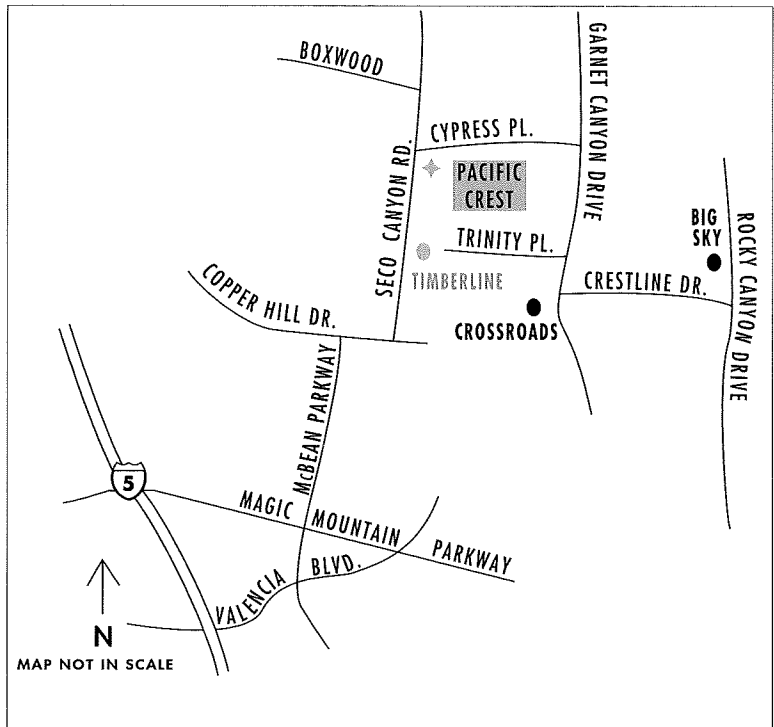 BOXWOOD
GARNET CANYON DRIVE
CYPRESS PL.
SECO CANYON RD.
PACIFIC
CREST
BIG
SKY
ROCKY CANYON DRIVE
TRINITY PL.
TIMBERLINE
CRESTLINE DR.
COPPER HILL DR.
CROSSROADS
McBEAN PARKWAY
5
MAGIC MOUNTAIN PARKWAY
VALENCIA BLVD.
N
MAP NOT IN SCALE